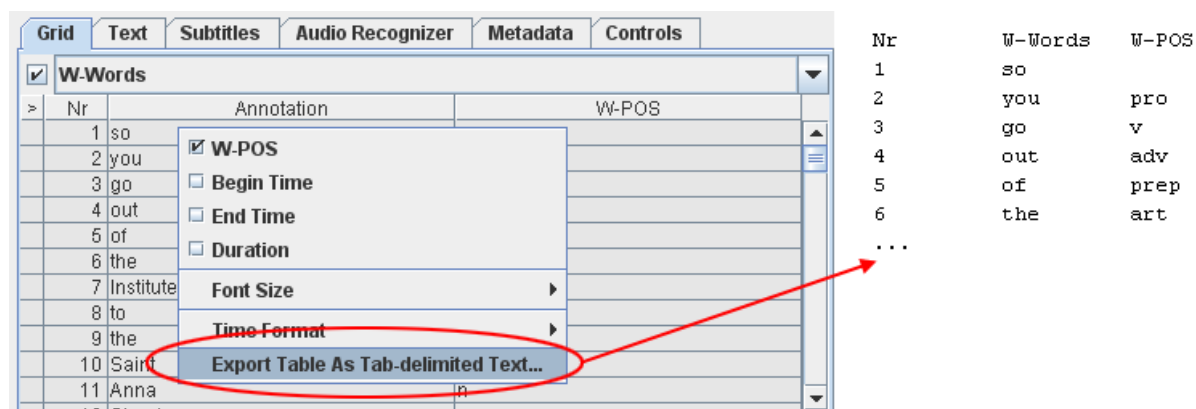 Grid Text Subtitles Audio Recognizer Metadata Controls
W-Words
> Nr Annotation W-POS
1 so
2 you
3 go
4 out
5 of
6 the
7 Institute
8 to
9 the
10 Saint
11 Anna n
W-POS
Begin Time
End Time
Duration
Font Size
Time Format
Export Table As Tab-delimited Text...
Nr W-Words W-POS
1 so
2 you pro
3 go v
4 out adv
5 of prep
6 the art
...